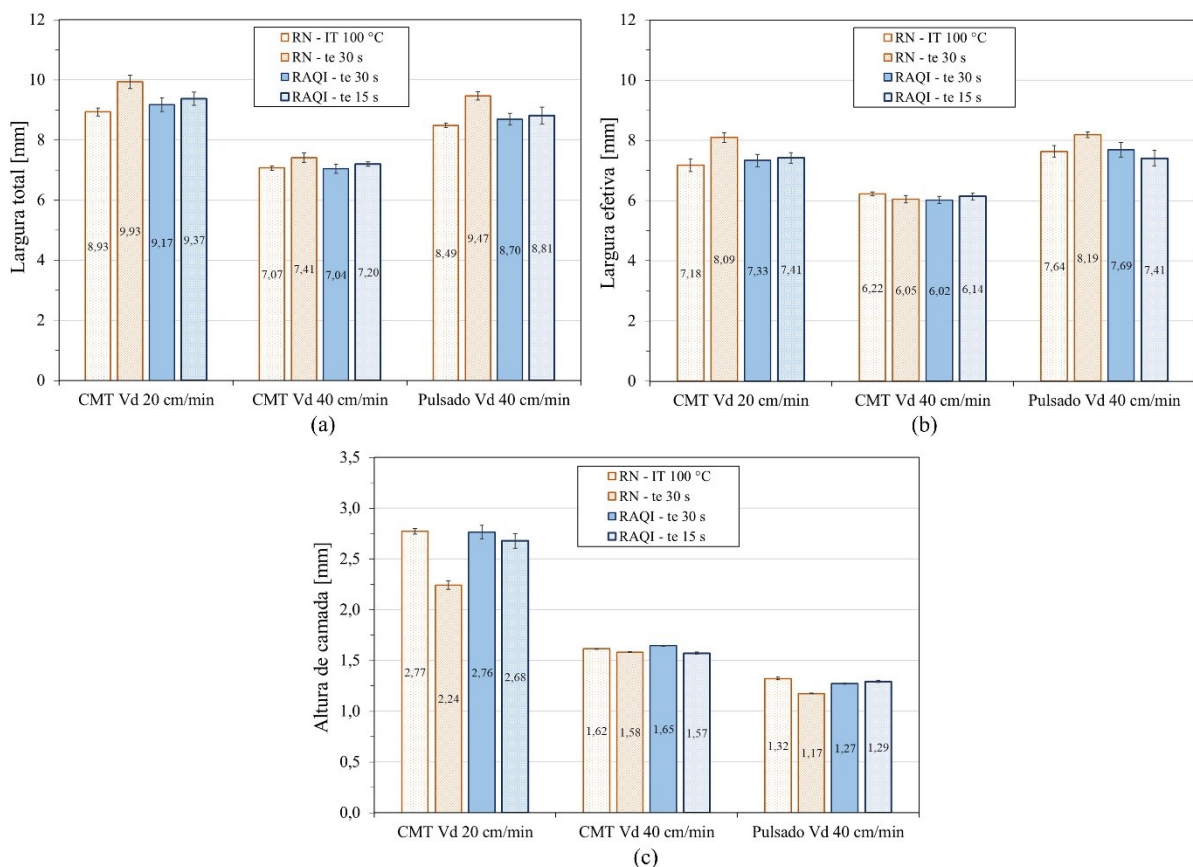 12
10
8
6
4
2
0
Largura total [mm]
RN - IT 100 °C
RN - te 30 s
RAQI - te 30 s
RAQI - te 15 s
8,93
9,93
9,17
9,37
7,07
7,41
7,04
7,20
8,49
9,47
8,70
8,81
CMT Vd 20 cm/min
CMT Vd 40 cm/min
Pulsado Vd 40 cm/min
(a)
12
10
8
6
4
2
0
Largura efetiva [mm]
RN - IT 100 °C
RN - te 30 s
RAQI - te 30 s
RAQI - te 15 s
7,18
8,09
7,33
7,41
6,22
6,05
6,02
6,14
7,64
8,19
7,69
7,41
CMT Vd 20 cm/min
CMT Vd 40 cm/min
Pulsado Vd 40 cm/min
(b)
3,5
3,0
2,5
2,0
1,5
1,0
0,5
0,0
Altura de camada [mm]
RN - IT 100 °C
RN - te 30 s
RAQI - te 30 s
RAQI - te 15 s
2,77
2,24
2,76
2,68
1,62
1,58
1,65
1,57
1,32
1,17
1,27
1,29
CMT Vd 20 cm/min
CMT Vd 40 cm/min
Pulsado Vd 40 cm/min
(c)